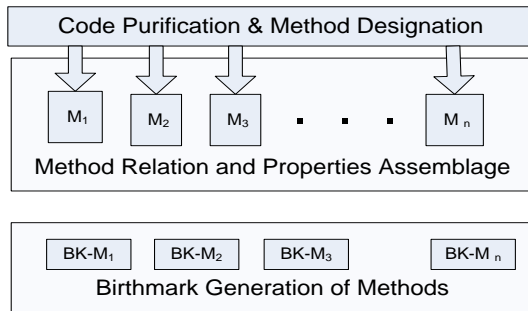 Code Purification & Method Designation
M₁ M₂ M₃ . . . M n
Method Relation and Properties Assemblage
BK-M₁ BK-M₂ BK-M₃ BK-M n
Birthmark Generation of Methods